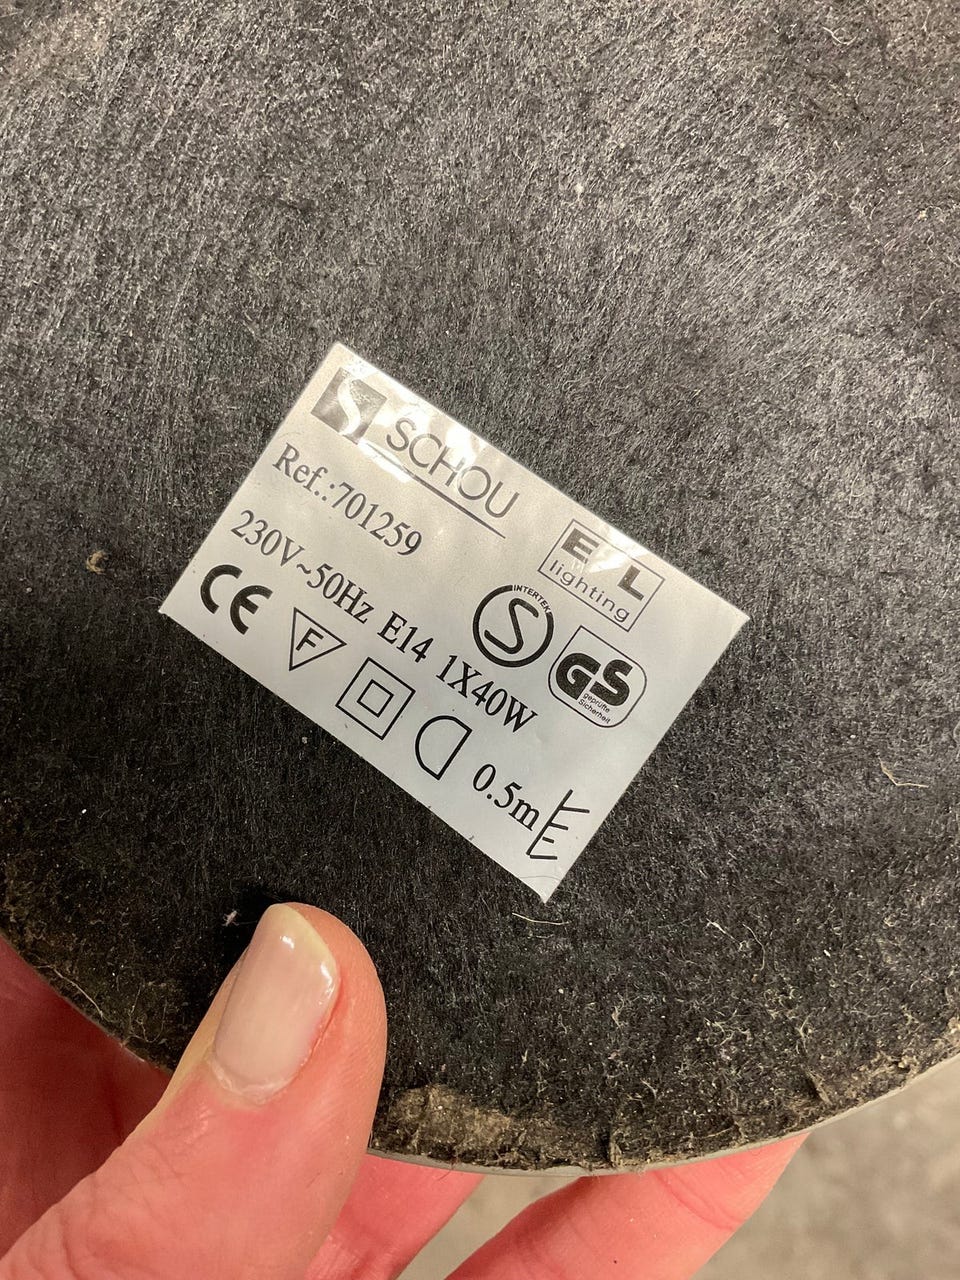 SCHOU
Ref.:701259
E L
lighting
230V~50Hz E14 1X40W
INTERTEK
S
GS
geprüfte
Sicherheit
CE
F
0.5m